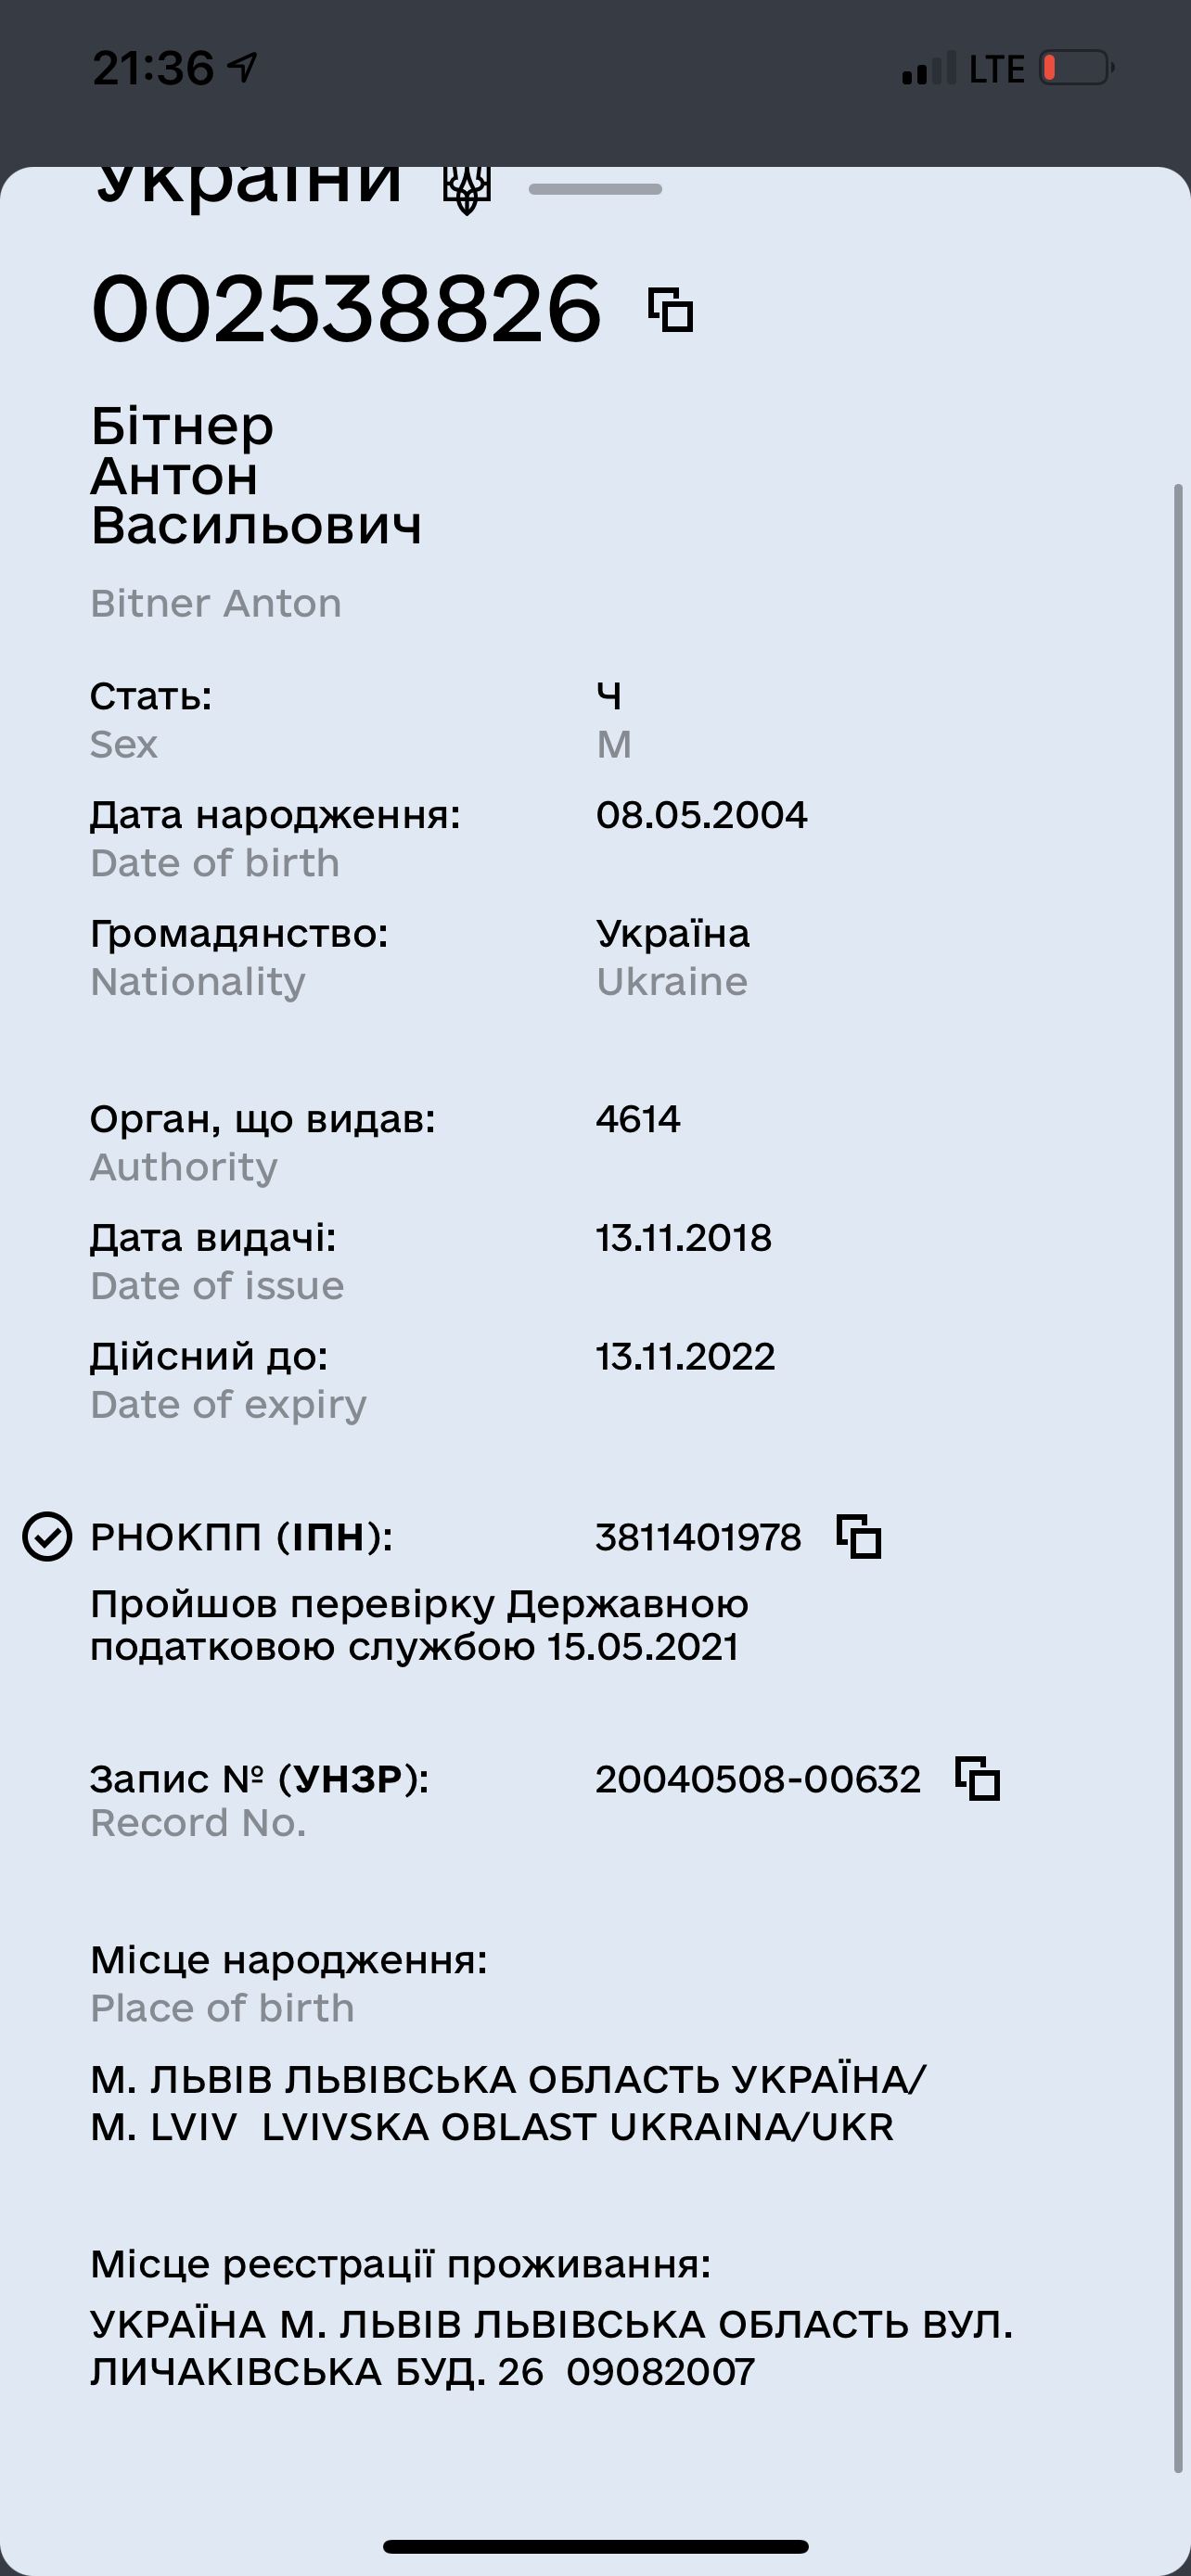 21:36
LTE
України
002538826
Бітнер
Антон
Васильович
Bitner Anton
Стать: Ч
Sex M
Дата народження: 08.05.2004
Date of birth
Громадянство: Україна
Nationality Ukraine
Орган, що видав: 4614
Authority
Дата видачі: 13.11.2018
Date of issue
Дійсний до: 13.11.2022
Date of expiry
РНОКПП (ІПН): 3811401978
Пройшов перевірку Державною
податковою службою 15.05.2021
Запис № (УНЗР): 20040508-00632
Record No.
Місце народження:
Place of birth
М. ЛЬВІВ ЛЬВІВСЬКА ОБЛАСТЬ УКРАЇНА/
M. LVIV LVIVSKA OBLAST UKRAINA/UKR
Місце реєстрації проживання:
УКРАЇНА М. ЛЬВІВ ЛЬВІВСЬКА ОБЛАСТЬ ВУЛ.
ЛИЧАКІВСЬКА БУД. 26 09082007